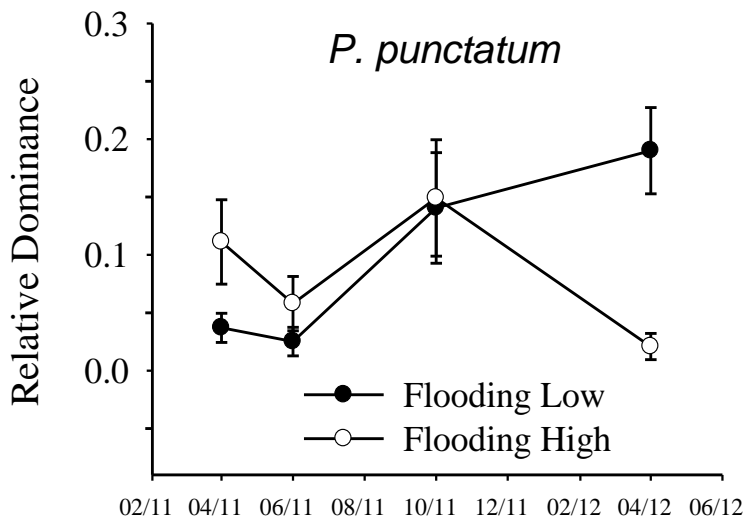 P. punctatum
Relative Dominance
0.3
0.2
0.1
0.0
Flooding Low
Flooding High
02/11 04/11 06/11 08/11 10/11 12/11 02/12 04/12 06/12